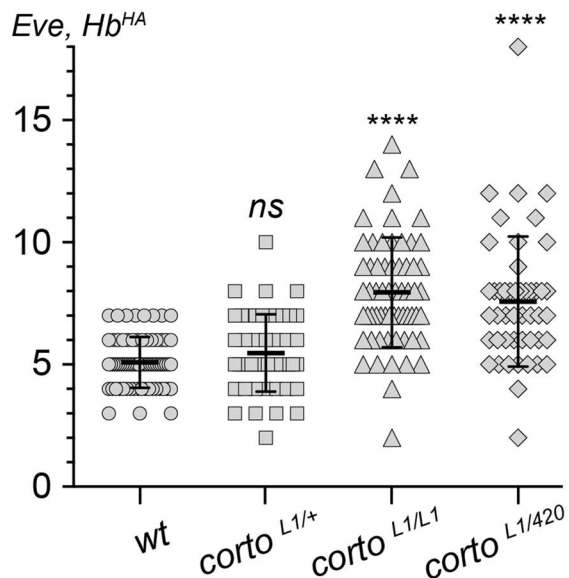 Eve, Hb^HA
****
15
****
ns
10
5
0
wt
corto L1/+
corto L1/L1
corto L1/420